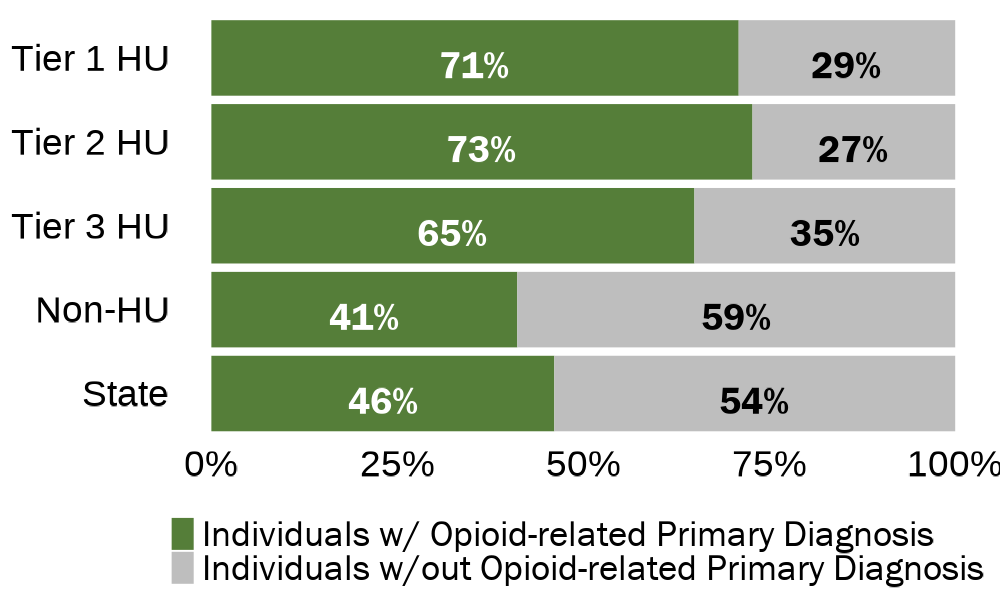 Tier 1 HU 71% 29%
Tier 2 HU 73% 27%
Tier 3 HU 65% 35%
Non-HU 41% 59%
State 46% 54%
0% 25% 50% 75% 100%
Individuals w/ Opioid-related Primary Diagnosis
Individuals w/out Opioid-related Primary Diagnosis